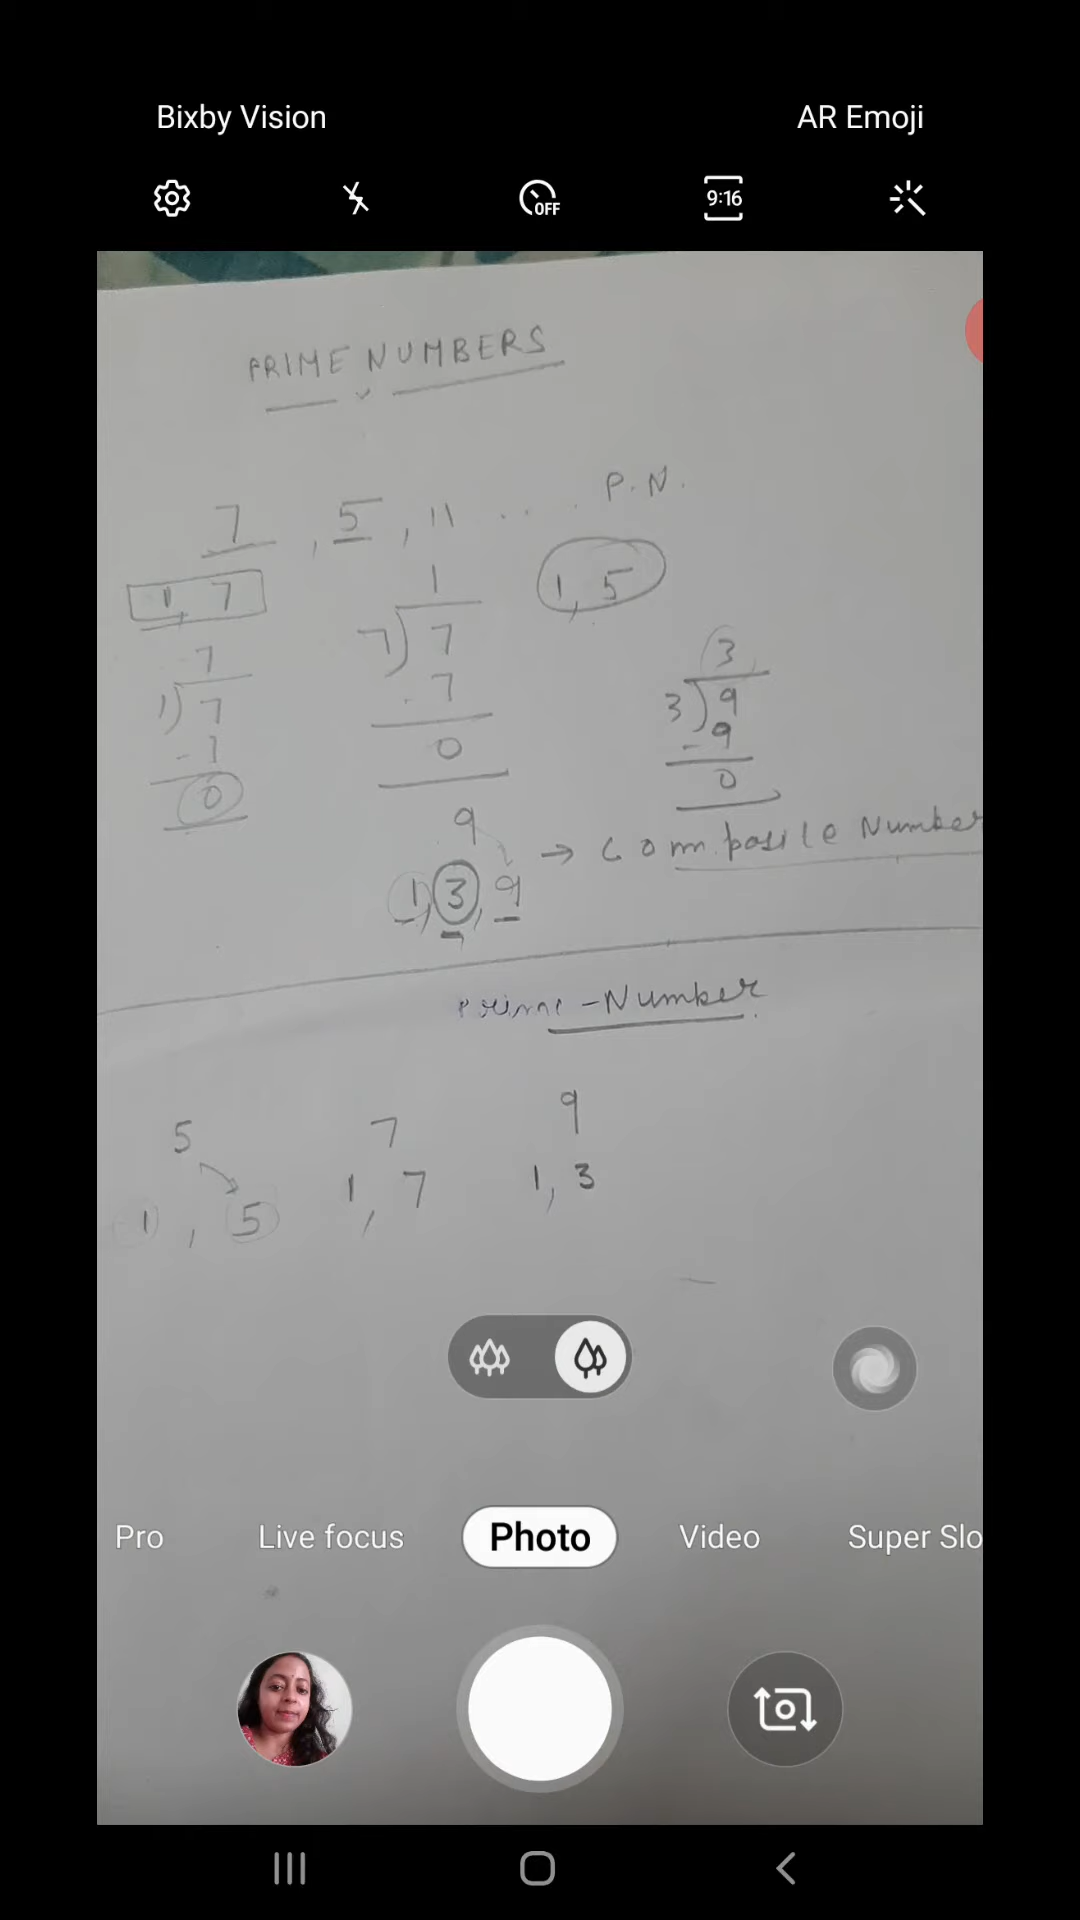 Bixby Vision AR Emoji
OFF 9:16
PRIME NUMBERS
7, 5, 11 .... P.N.
1, 7
1, 5
7
1) 7
- 7
0
1
7) 7
- 7
0
3
3) 9
- 9
0
9
1, 3, 9 → Composite Number
Prime - Number
5 7 9
1, 5 1, 7 1, 3
Pro Live focus Photo Video Super Slo